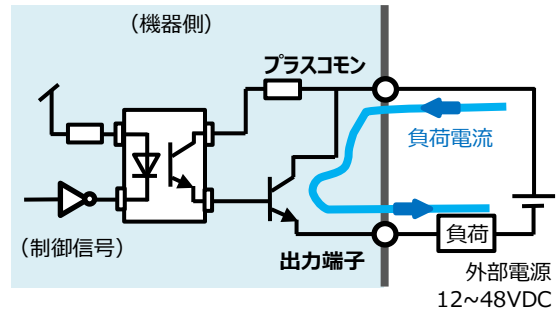 (機器側)
プラスコモン
負荷電流
(制御信号)
出力端子
負荷
外部電源
12~48VDC